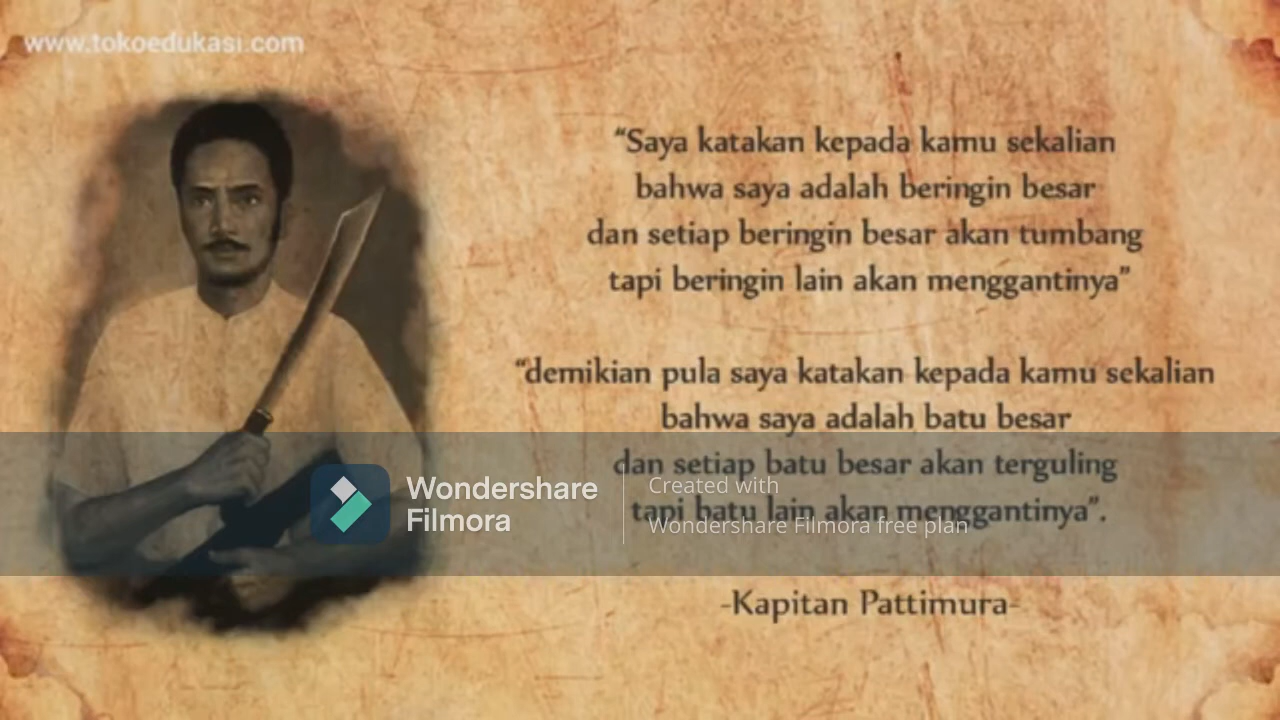 www.tokoedukasi.com
“Saya katakan kepada kamu sekalian
bahwa saya adalah beringin besar
dan setiap beringin besar akan tumbang
tapi beringin lain akan menggantinya”
“demikian pula saya katakan kepada kamu sekalian
bahwa saya adalah batu besar
dan setiap batu besar akan terguling
tapi batu lain akan menggantinya”.
Wondershare
Filmora
Created with
Wondershare Filmora free plan
-Kapitan Pattimura-